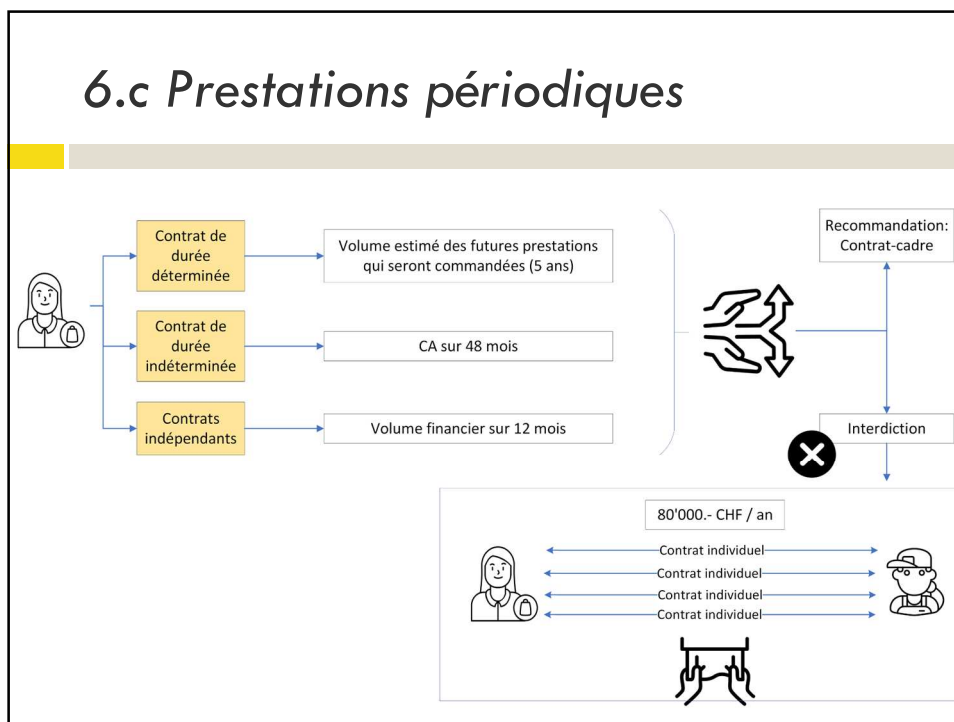 6.c Prestations périodiques
Contrat de
durée
déterminée
Volume estimé des futures prestations
qui seront commandées (5 ans)
Contrat de
durée
indéterminée
CA sur 48 mois
Contrats
indépendants
Volume financier sur 12 mois
Recommandation:
Contrat-cadre
Interdiction
80'000.- CHF / an
Contrat individuel
Contrat individuel
Contrat individuel
Contrat individuel